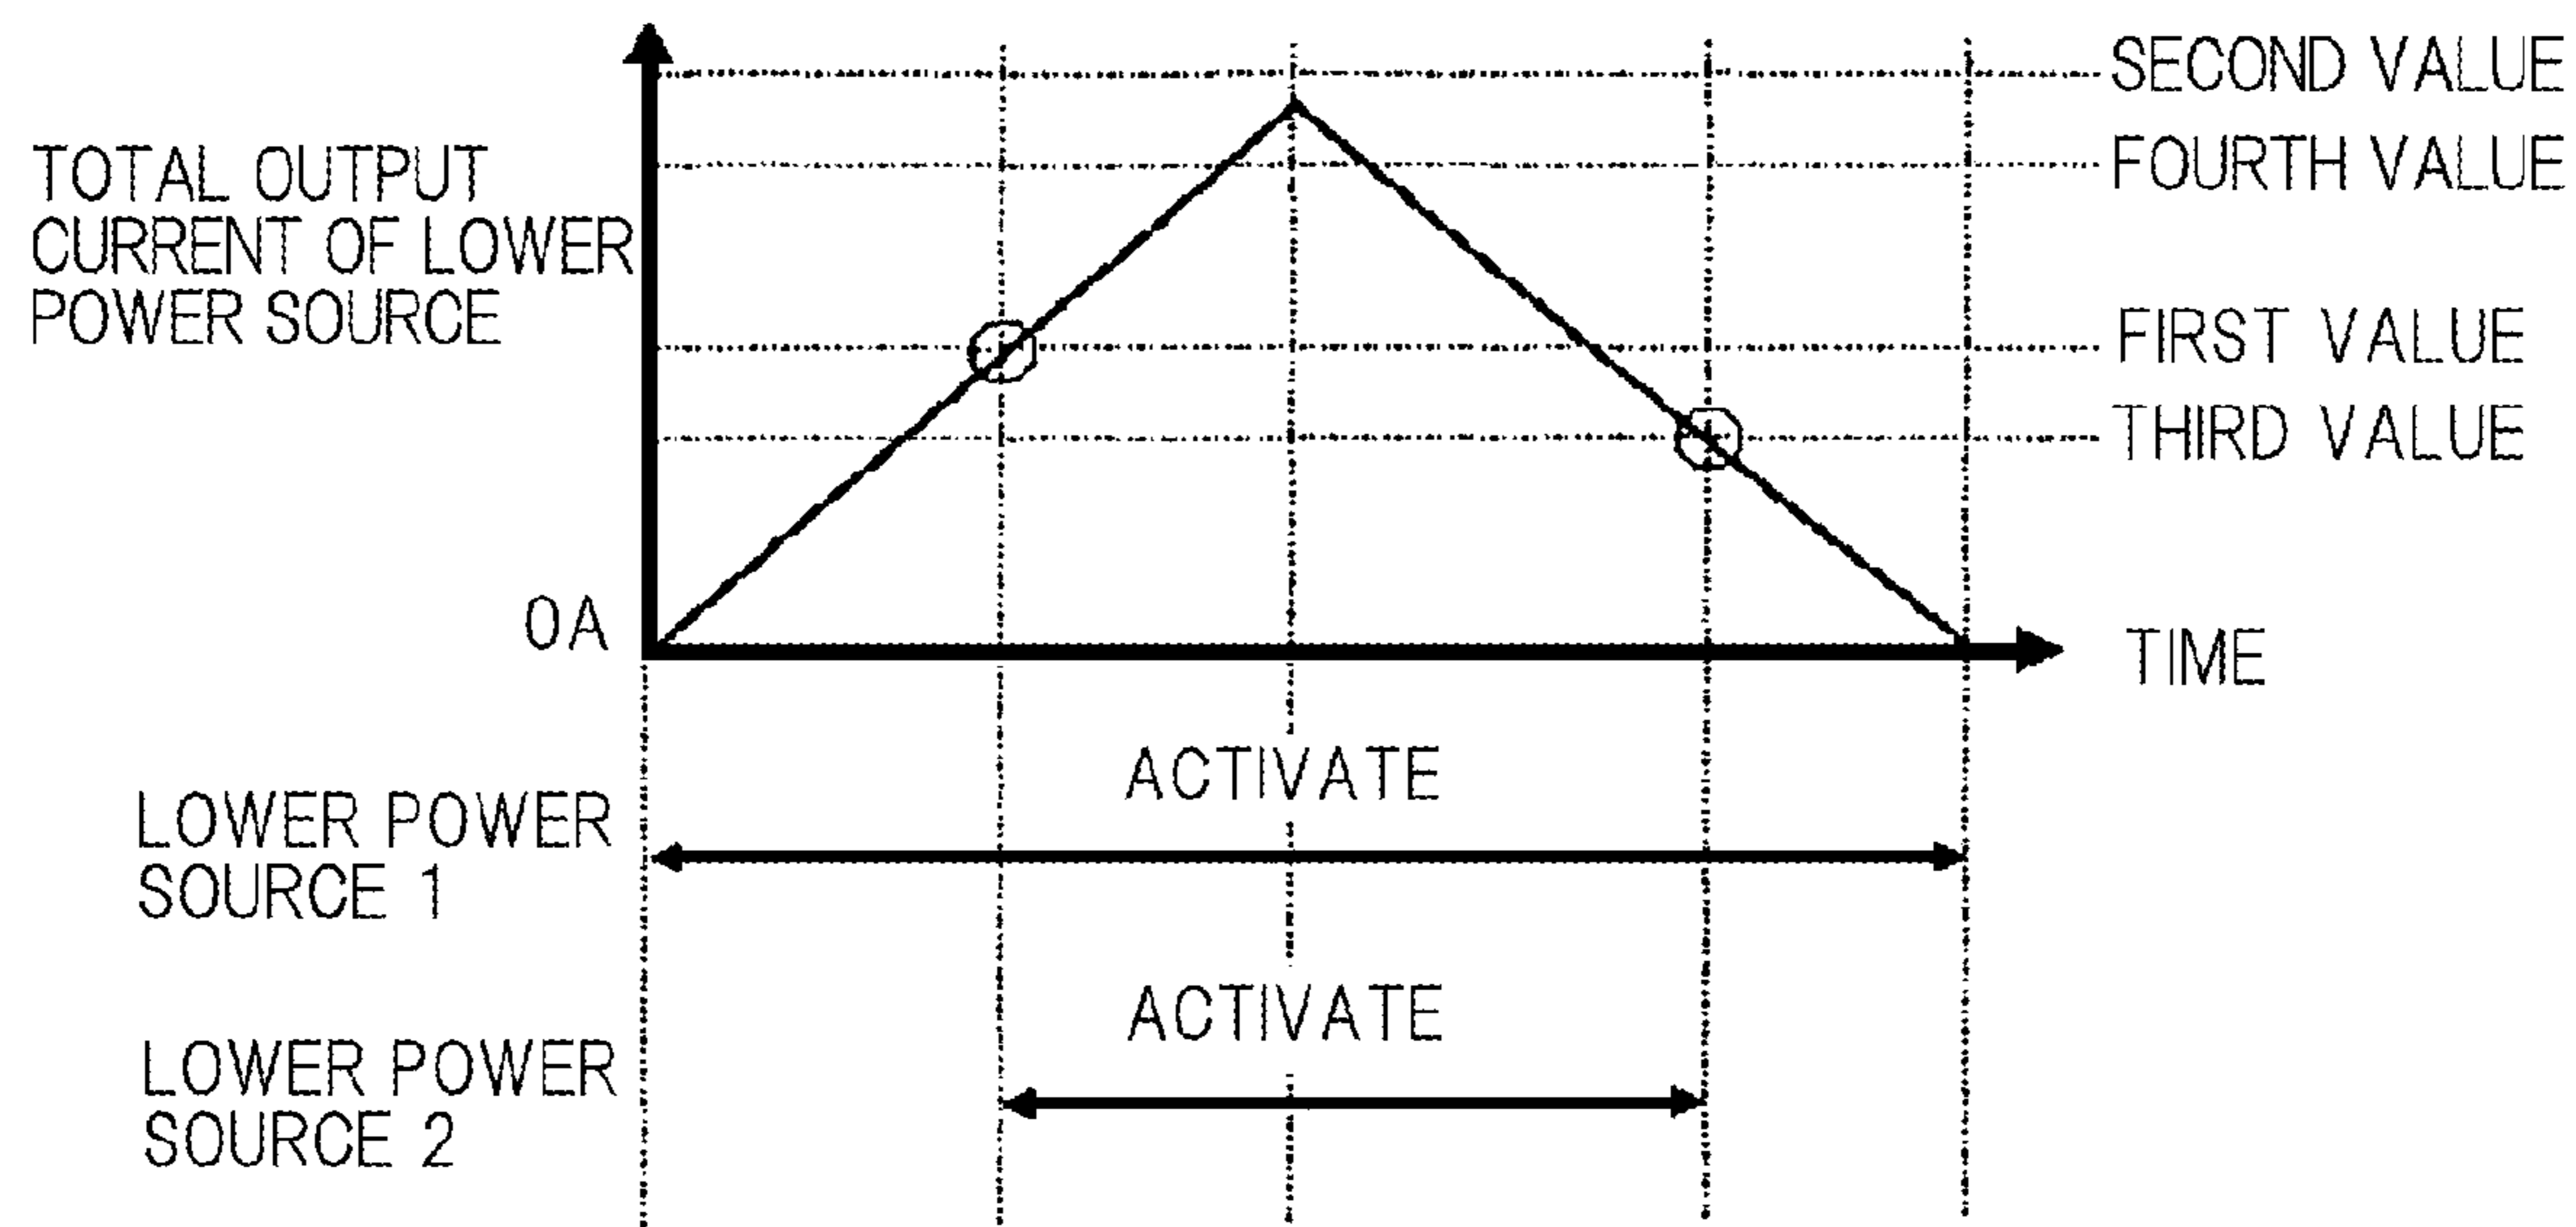 SECOND VALUE
FOURTH VALUE
TOTAL OUTPUT
CURRENT OF LOWER
POWER SOURCE
FIRST VALUE
THIRD VALUE
0A
TIME
ACTIVATE
LOWER POWER
SOURCE 1
ACTIVATE
LOWER POWER
SOURCE 2